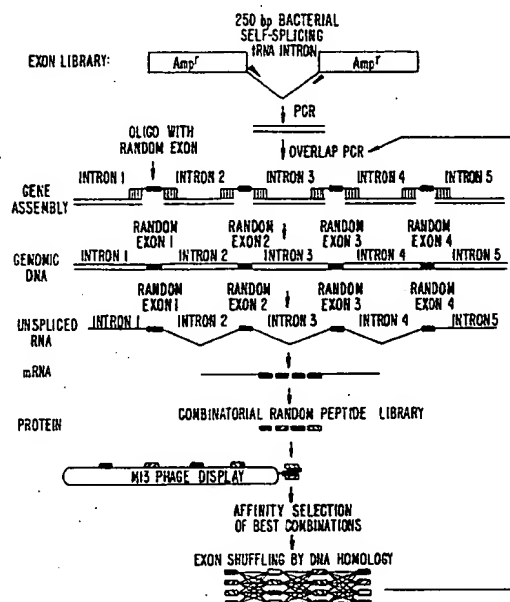 250 bp BACTERIAL
SELF-SPLICING
tRNA INTRON
EXON LIBRARY:
Ampr
Ampr
PCR
OLIGO WITH
RANDOM EXON
OVERLAP PCR
INTRON 1 INTRON 2 INTRON 3 INTRON 4 INTRON 5
GENE
ASSEMBLY
RANDOM RANDOM RANDOM RANDOM
EXON 1 EXON 2 EXON 3 EXON 4
INTRON 1 INTRON 2 INTRON 3 INTRON 4 INTRON 5
GENOMIC
DNA
RANDOM RANDOM RANDOM RANDOM
EXON 1 EXON 2 EXON 3 EXON 4
INTRON 1 INTRON 2 INTRON 3 INTRON 4 INTRON 5
UNSPLICED
RNA
mRNA
COMBINATORIAL RANDOM PEPTIDE LIBRARY
PROTEIN
M13 PHAGE DISPLAY
AFFINITY SELECTION
OF BEST COMBINATIONS
EXON SHUFFLING BY DNA HOMOLOGY